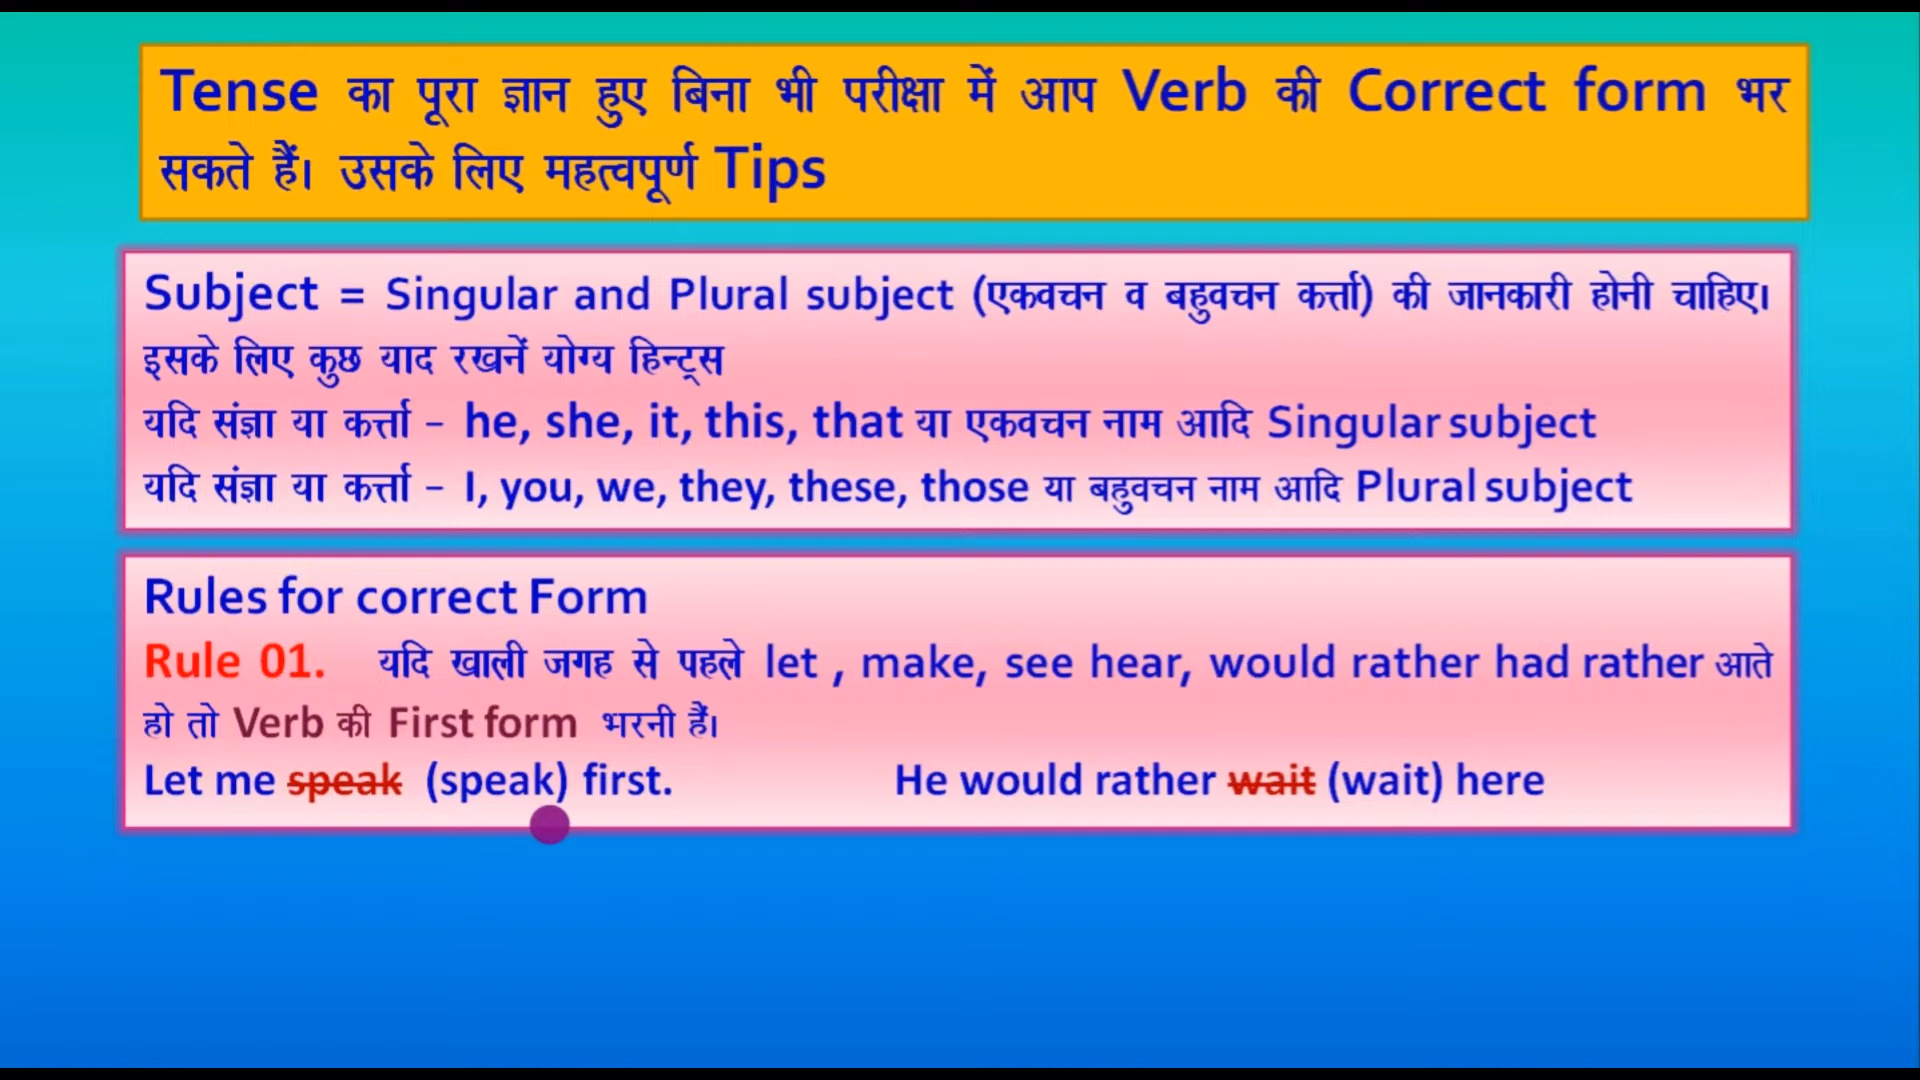 Tense का पूरा ज्ञान हुए बिना भी परीक्षा में आप Verb की Correct form भर
सकते हैं। उसके लिए महत्वपूर्ण Tips
Subject = Singular and Plural subject (एकवचन व बहुवचन कर्त्ता) की जानकारी होनी चाहिए।
इसके लिए कुछ याद रखनें योग्य हिन्ट्स
यदि संज्ञा या कर्त्ता – he, she, it, this, that या एकवचन नाम आदि Singular subject
यदि संज्ञा या कर्त्ता – I, you, we, they, these, those या बहुवचन नाम आदि Plural subject
Rules for correct Form
Rule 01. यदि खाली जगह से पहले let , make, see hear, would rather had rather आते
हो तो Verb की First form भरनी हैं।
Let me speak (speak) first. He would rather wait (wait) here